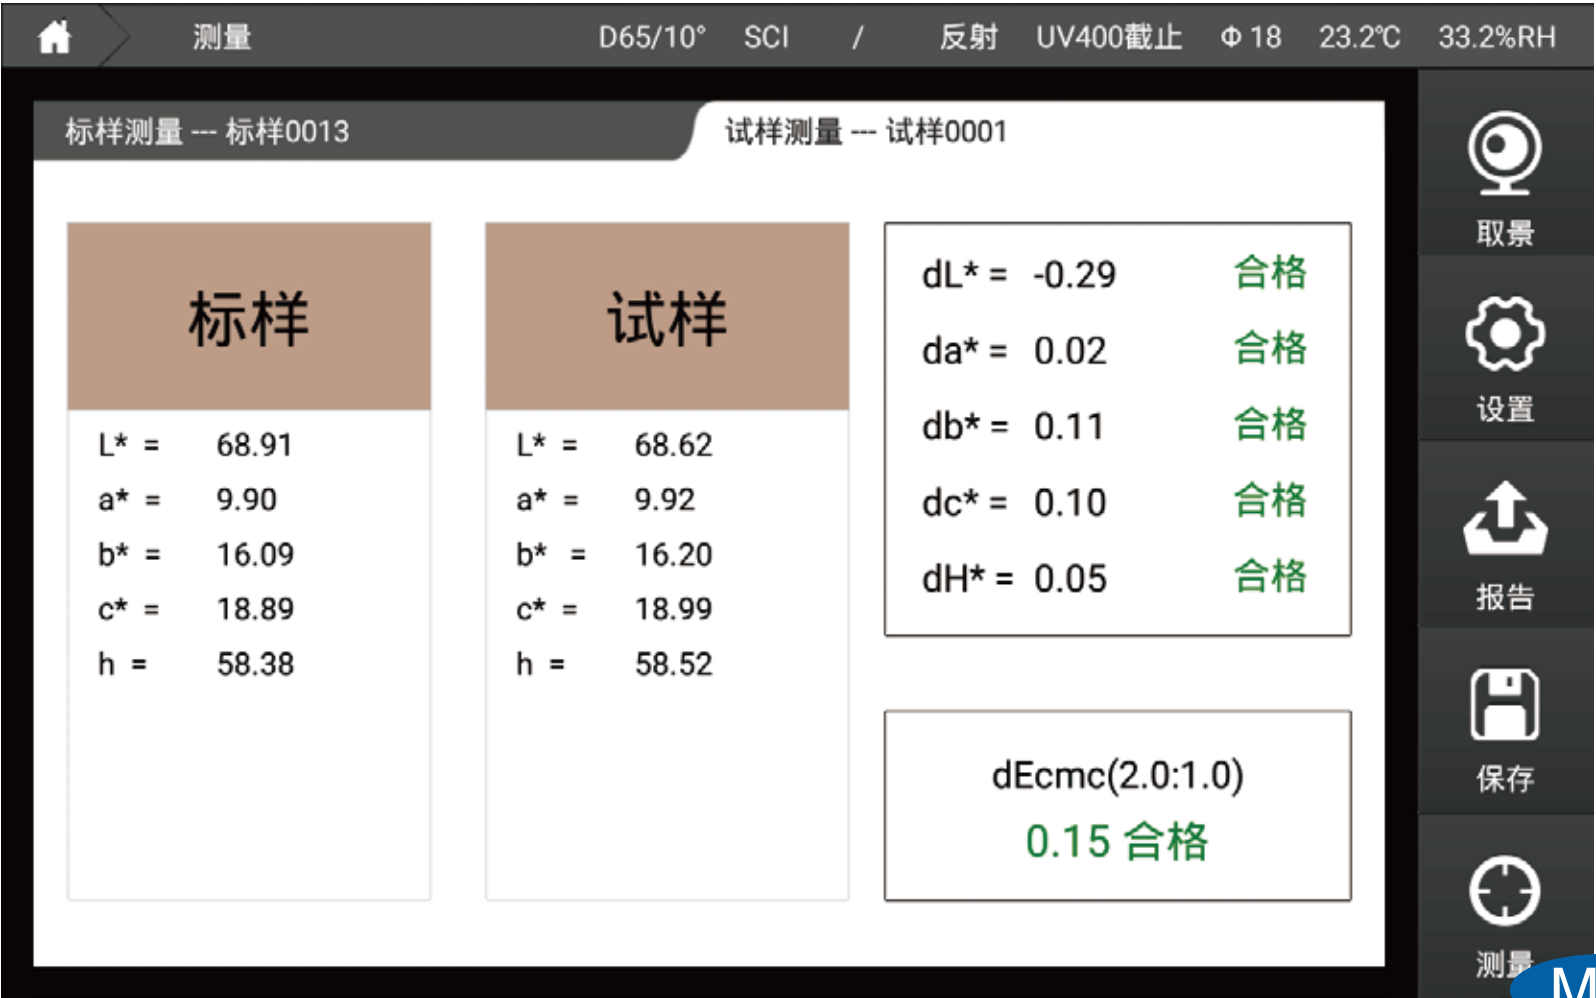 测量 D65/10° SCI / 反射 UV400截止 Φ 18 23.2℃ 33.2%RH
标样测量 --- 标样0013
试样测量 --- 试样0001
标样
L* = 68.91
a* = 9.90
b* = 16.09
c* = 18.89
h = 58.38
试样
L* = 68.62
a* = 9.92
b* = 16.20
c* = 18.99
h = 58.52
dL* = -0.29 合格
da* = 0.02 合格
db* = 0.11 合格
dc* = 0.10 合格
dH* = 0.05 合格
dEcmc(2.0:1.0)
0.15 合格
取景
设置
报告
保存
测量
M